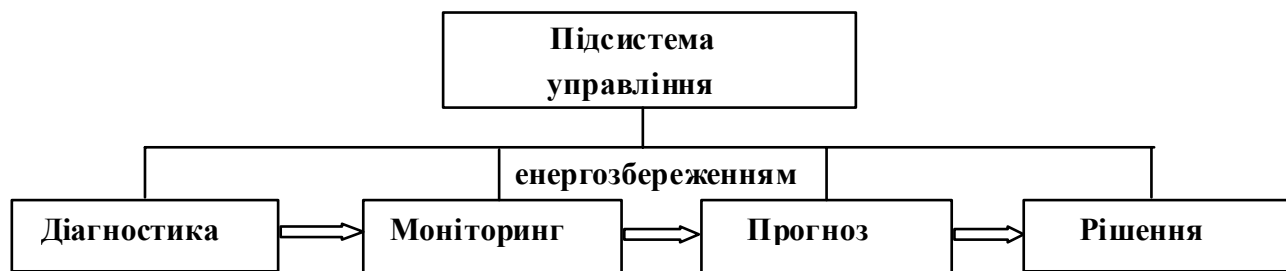 Підсистема
управління
енергозбереженням
Діагностика
Моніторинг
Прогноз
Рішення